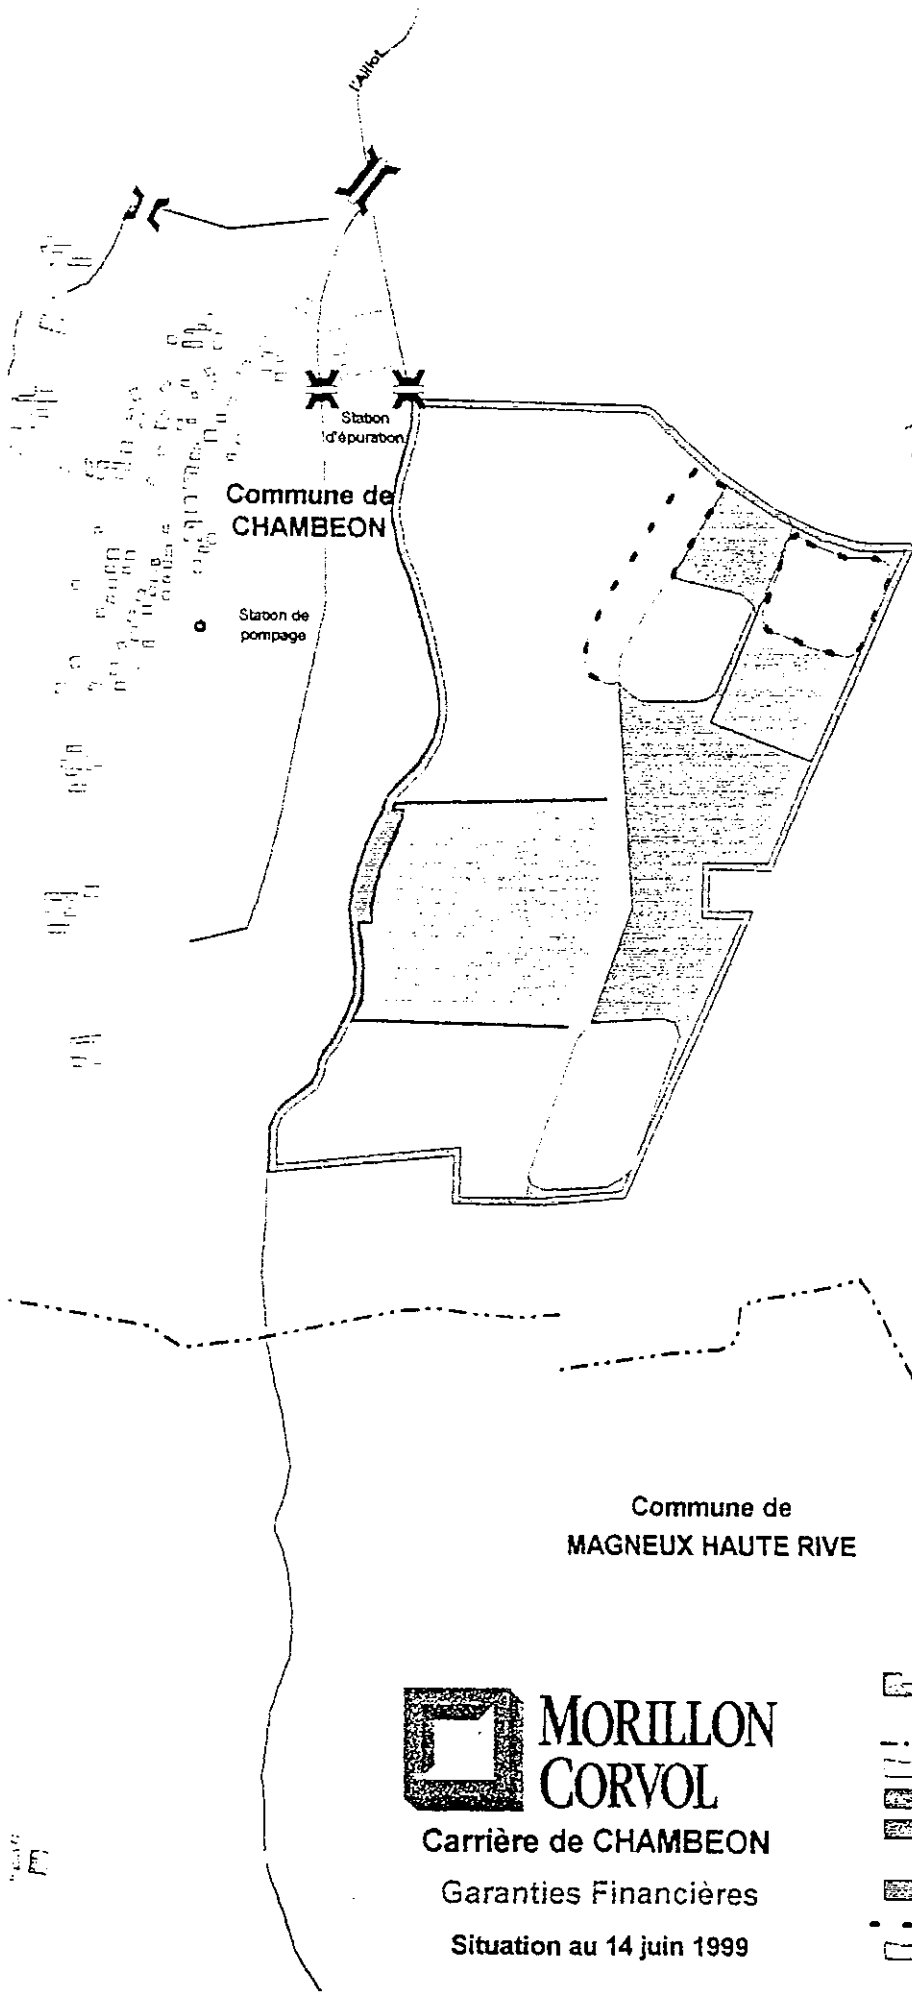 l'Aillot
Station
d'épuration
Commune de
CHAMBEON
Station de
pompage
Commune de
MAGNEUX HAUTE RIVE
MORILLON
CORVOL
Carrière de CHAMBEON
Garanties Financières
Situation au 14 juin 1999